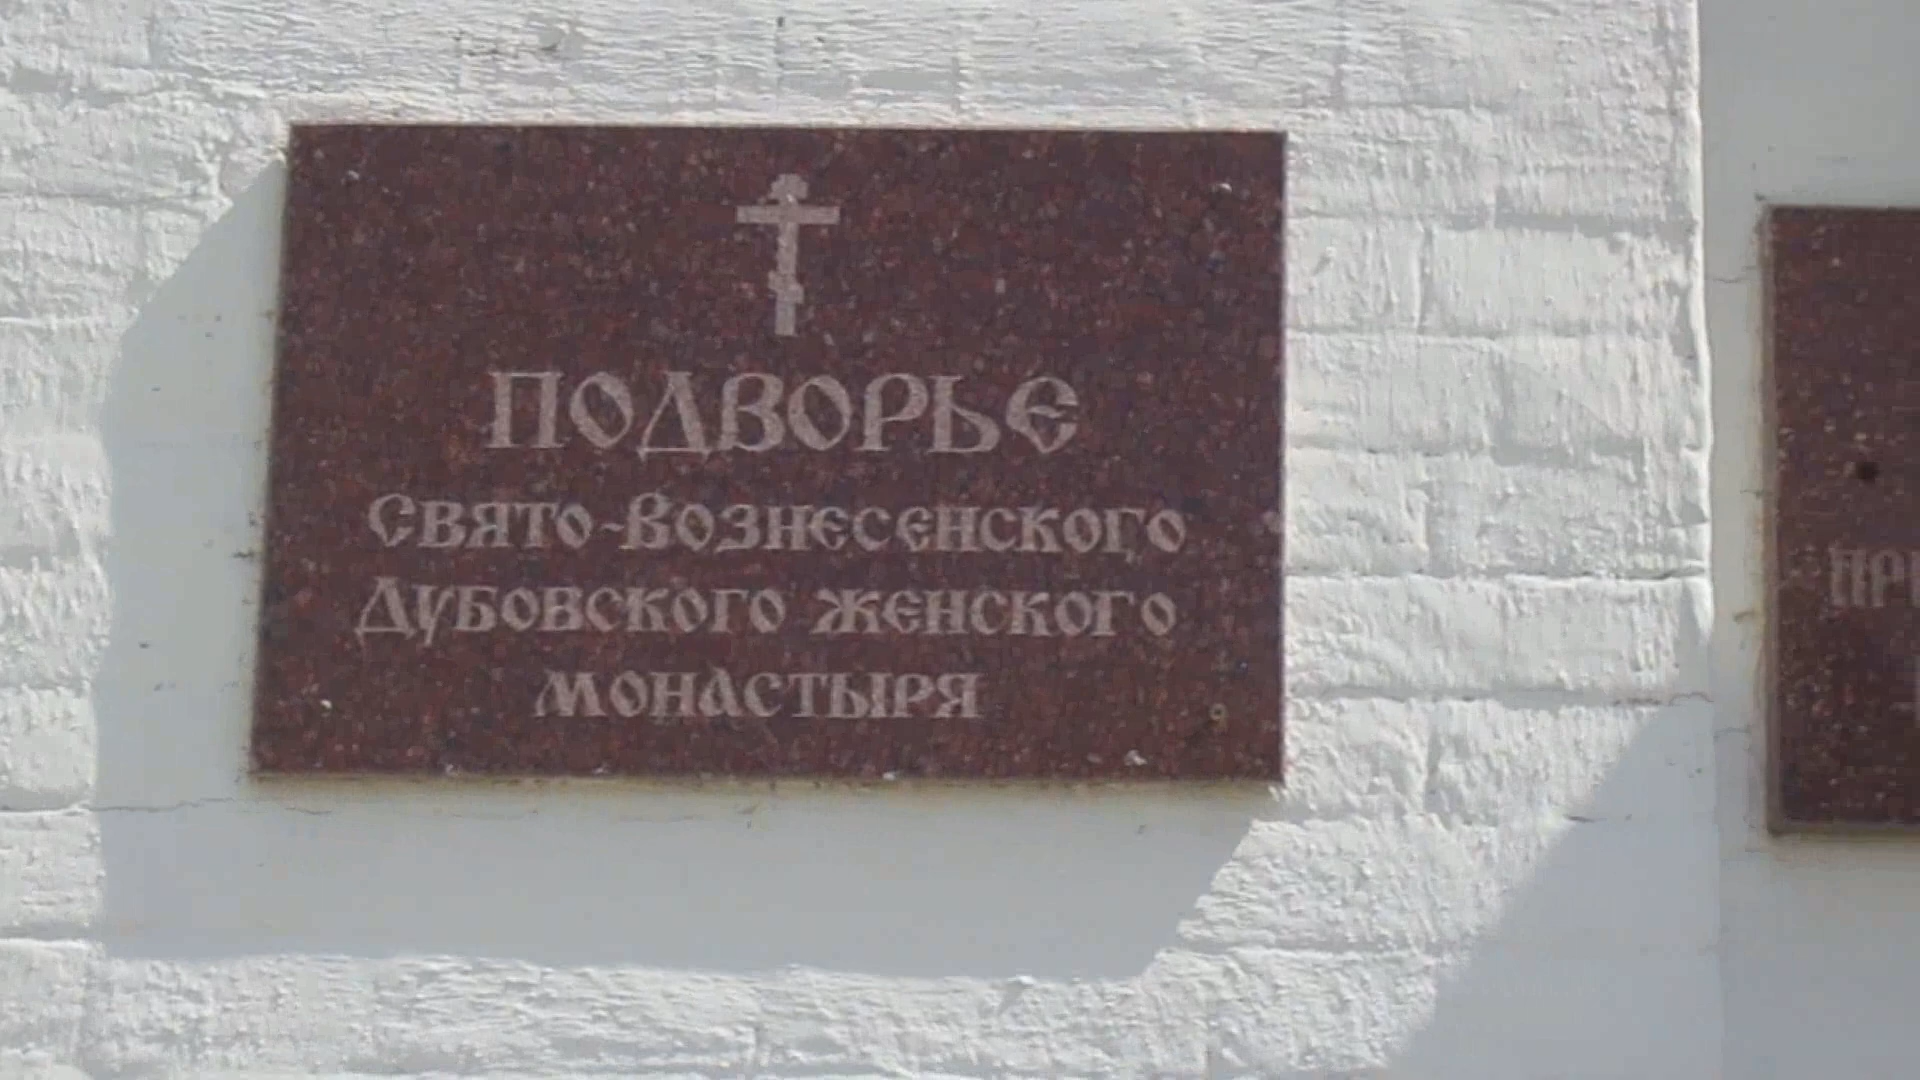 ПОДВОРЬЕ
Свято-Вознесенского
Дубовского женского
монастыря